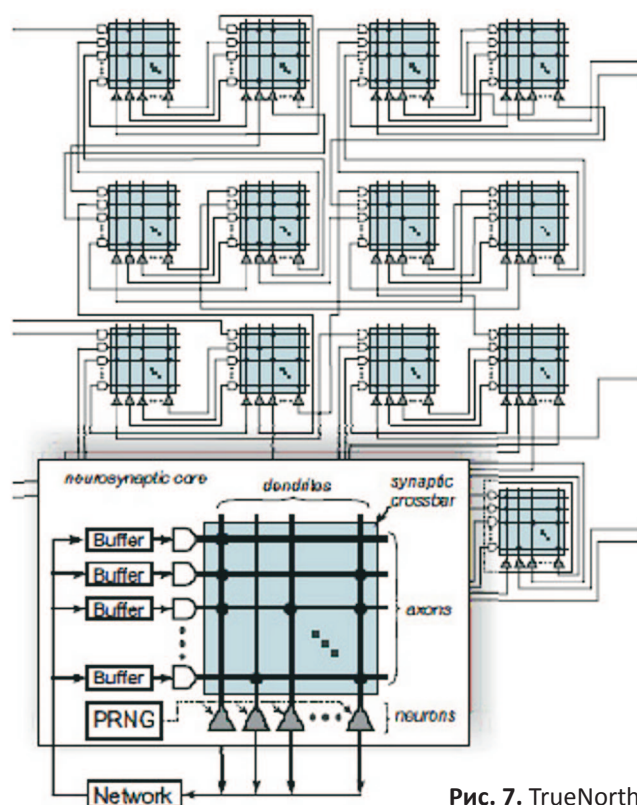 neurosynaptic core
dendrites
synaptic
crossbar
Buffer
Buffer
Buffer
axons
Buffer
PRNG
neurons
Network
Рис. 7. TrueNorth